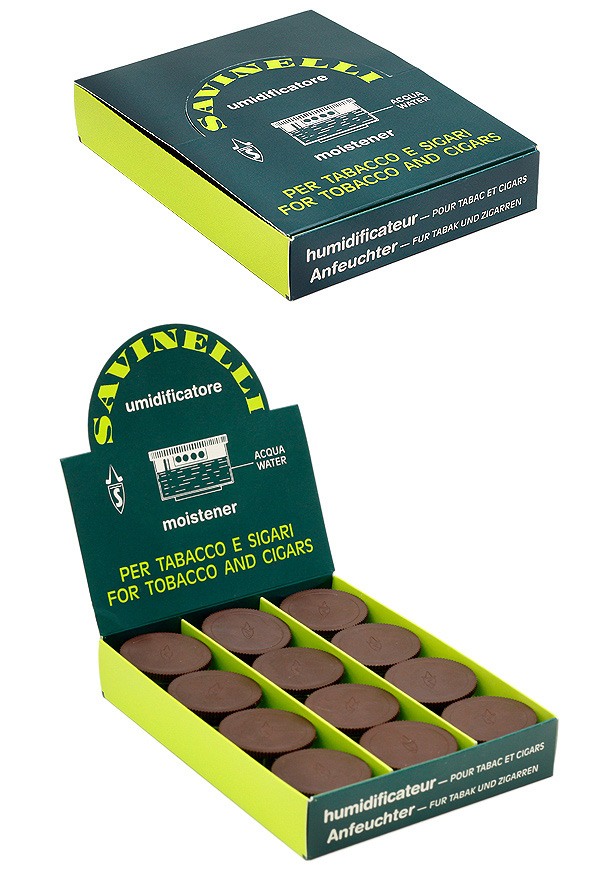 SAVINELLI
umidificatore
ACQUA
WATER
moistener
S
PER TABACCO E SIGARI
FOR TOBACCO AND CIGARS
humidificateur — POUR TABAC ET CIGARS
Anfeuchter — FUR TABAK UND ZIGARREN
SAVINELLI
umidificatore
ACQUA
WATER
S
moistener
PER TABACCO E SIGARI
FOR TOBACCO AND CIGARS
humidificateur — POUR TABAC ET CIGARS
Anfeuchter — FUR TABAK UND ZIGARREN